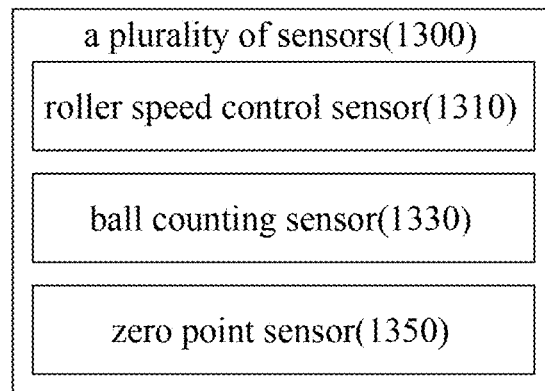 a plurality of sensors(1300)
roller speed control sensor(1310)
ball counting sensor(1330)
zero point sensor(1350)